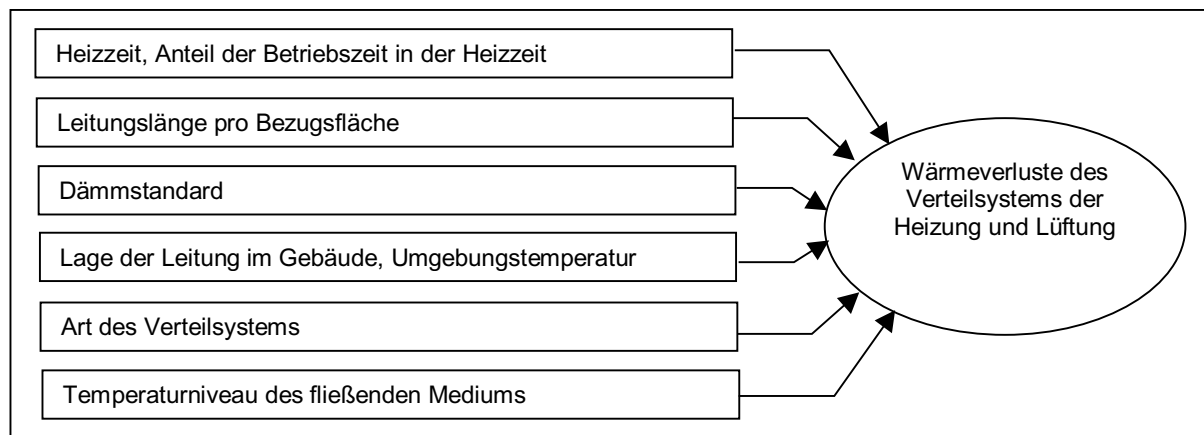 Heizzeit, Anteil der Betriebszeit in der Heizzeit
Leitungslänge pro Bezugsfläche
Dämmstandard
Lage der Leitung im Gebäude, Umgebungstemperatur
Art des Verteilsystems
Temperaturniveau des fließenden Mediums
Wärmeverluste des
Verteilsystems der
Heizung und Lüftung